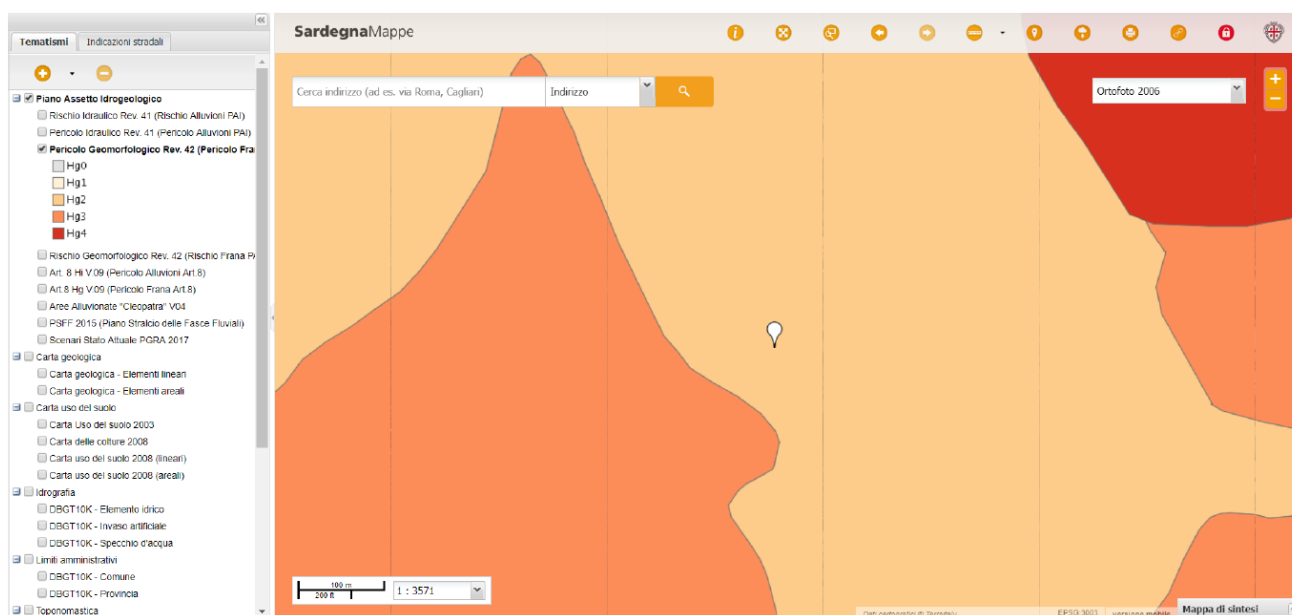 Tematismi
Indicazioni stradali
SardegnaMappe
Cerca indirizzo (ad es. via Roma, Cagliari)
Indirizzo
Ortofoto 2006
Piano Assetto Idrogeologico
Rischio Idraulico Rev. 41 (Rischio Alluvioni PAI)
Pericolo Idraulico Rev. 41 (Pericolo Alluvioni PAI)
Pericolo Geomorfologico Rev. 42 (Pericolo Fra
Hg0
Hg1
Hg2
Hg3
Hg4
Rischio Geomorfologico Rev. 42 (Rischio Frana PA
Art. 8 Hi V.09 (Pericolo Alluvioni Art.8)
Art.8 Hg V.09 (Pericolo Frana Art.8)
Aree Alluvionate "Cleopatra" V04
PSFF 2015 (Piano Stralcio delle Fasce Fluviali)
Scenari Stato Attuale PGRA 2017
Carta geologica
Carta geologica - Elementi lineari
Carta geologica - Elementi areali
Carta uso del suolo
Carta Uso del suolo 2003
Carta delle colture 2008
Carta uso del suolo 2008 (lineari)
Carta uso del suolo 2008 (areali)
Idrografia
DBGT10K - Elemento idrico
DBGT10K - Invaso artificiale
DBGT10K - Specchio d'acqua
Limiti amministrativi
DBGT10K - Comune
DBGT10K - Provincia
Toponomastica
100 m
200 ft
1 : 3571
EPSG:3003
versione mobile
Mappa di sintesi